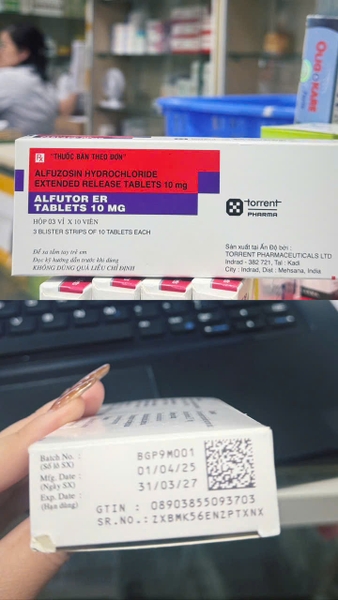 OLIGOKARE
Rx "THUỐC BÁN THEO ĐƠN"
ALFUZOSIN HYDROCHLORIDE
EXTENDED RELEASE TABLETS 10 mg
ALFUTOR ER
TABLETS 10 MG
HỘP 03 VỈ X 10 VIÊN
3 BLISTER STRIPS OF 10 TABLETS EACH
Để xa tầm tay trẻ em
Đọc kỹ hướng dẫn trước khi dùng
KHÔNG DÙNG QUÁ LIỀU CHỈ ĐỊNH
torrent
PHARMA
Sản xuất tại Ấn Độ bởi :
TORRENT PHARMACEUTICALS LTD
Indrad - 382 721, Tal : Kadi
City : Indrad, Dist : Mehsana, India
Batch No. : BGP9M001
(Số lô SX)
Mfg. Date : 01/04/25
(Ngày SX)
Exp. Date : 31/03/27
(Hạn dùng)
GTIN : 08903855093703
SR.NO.: ZXBMK56ENZPTXNX